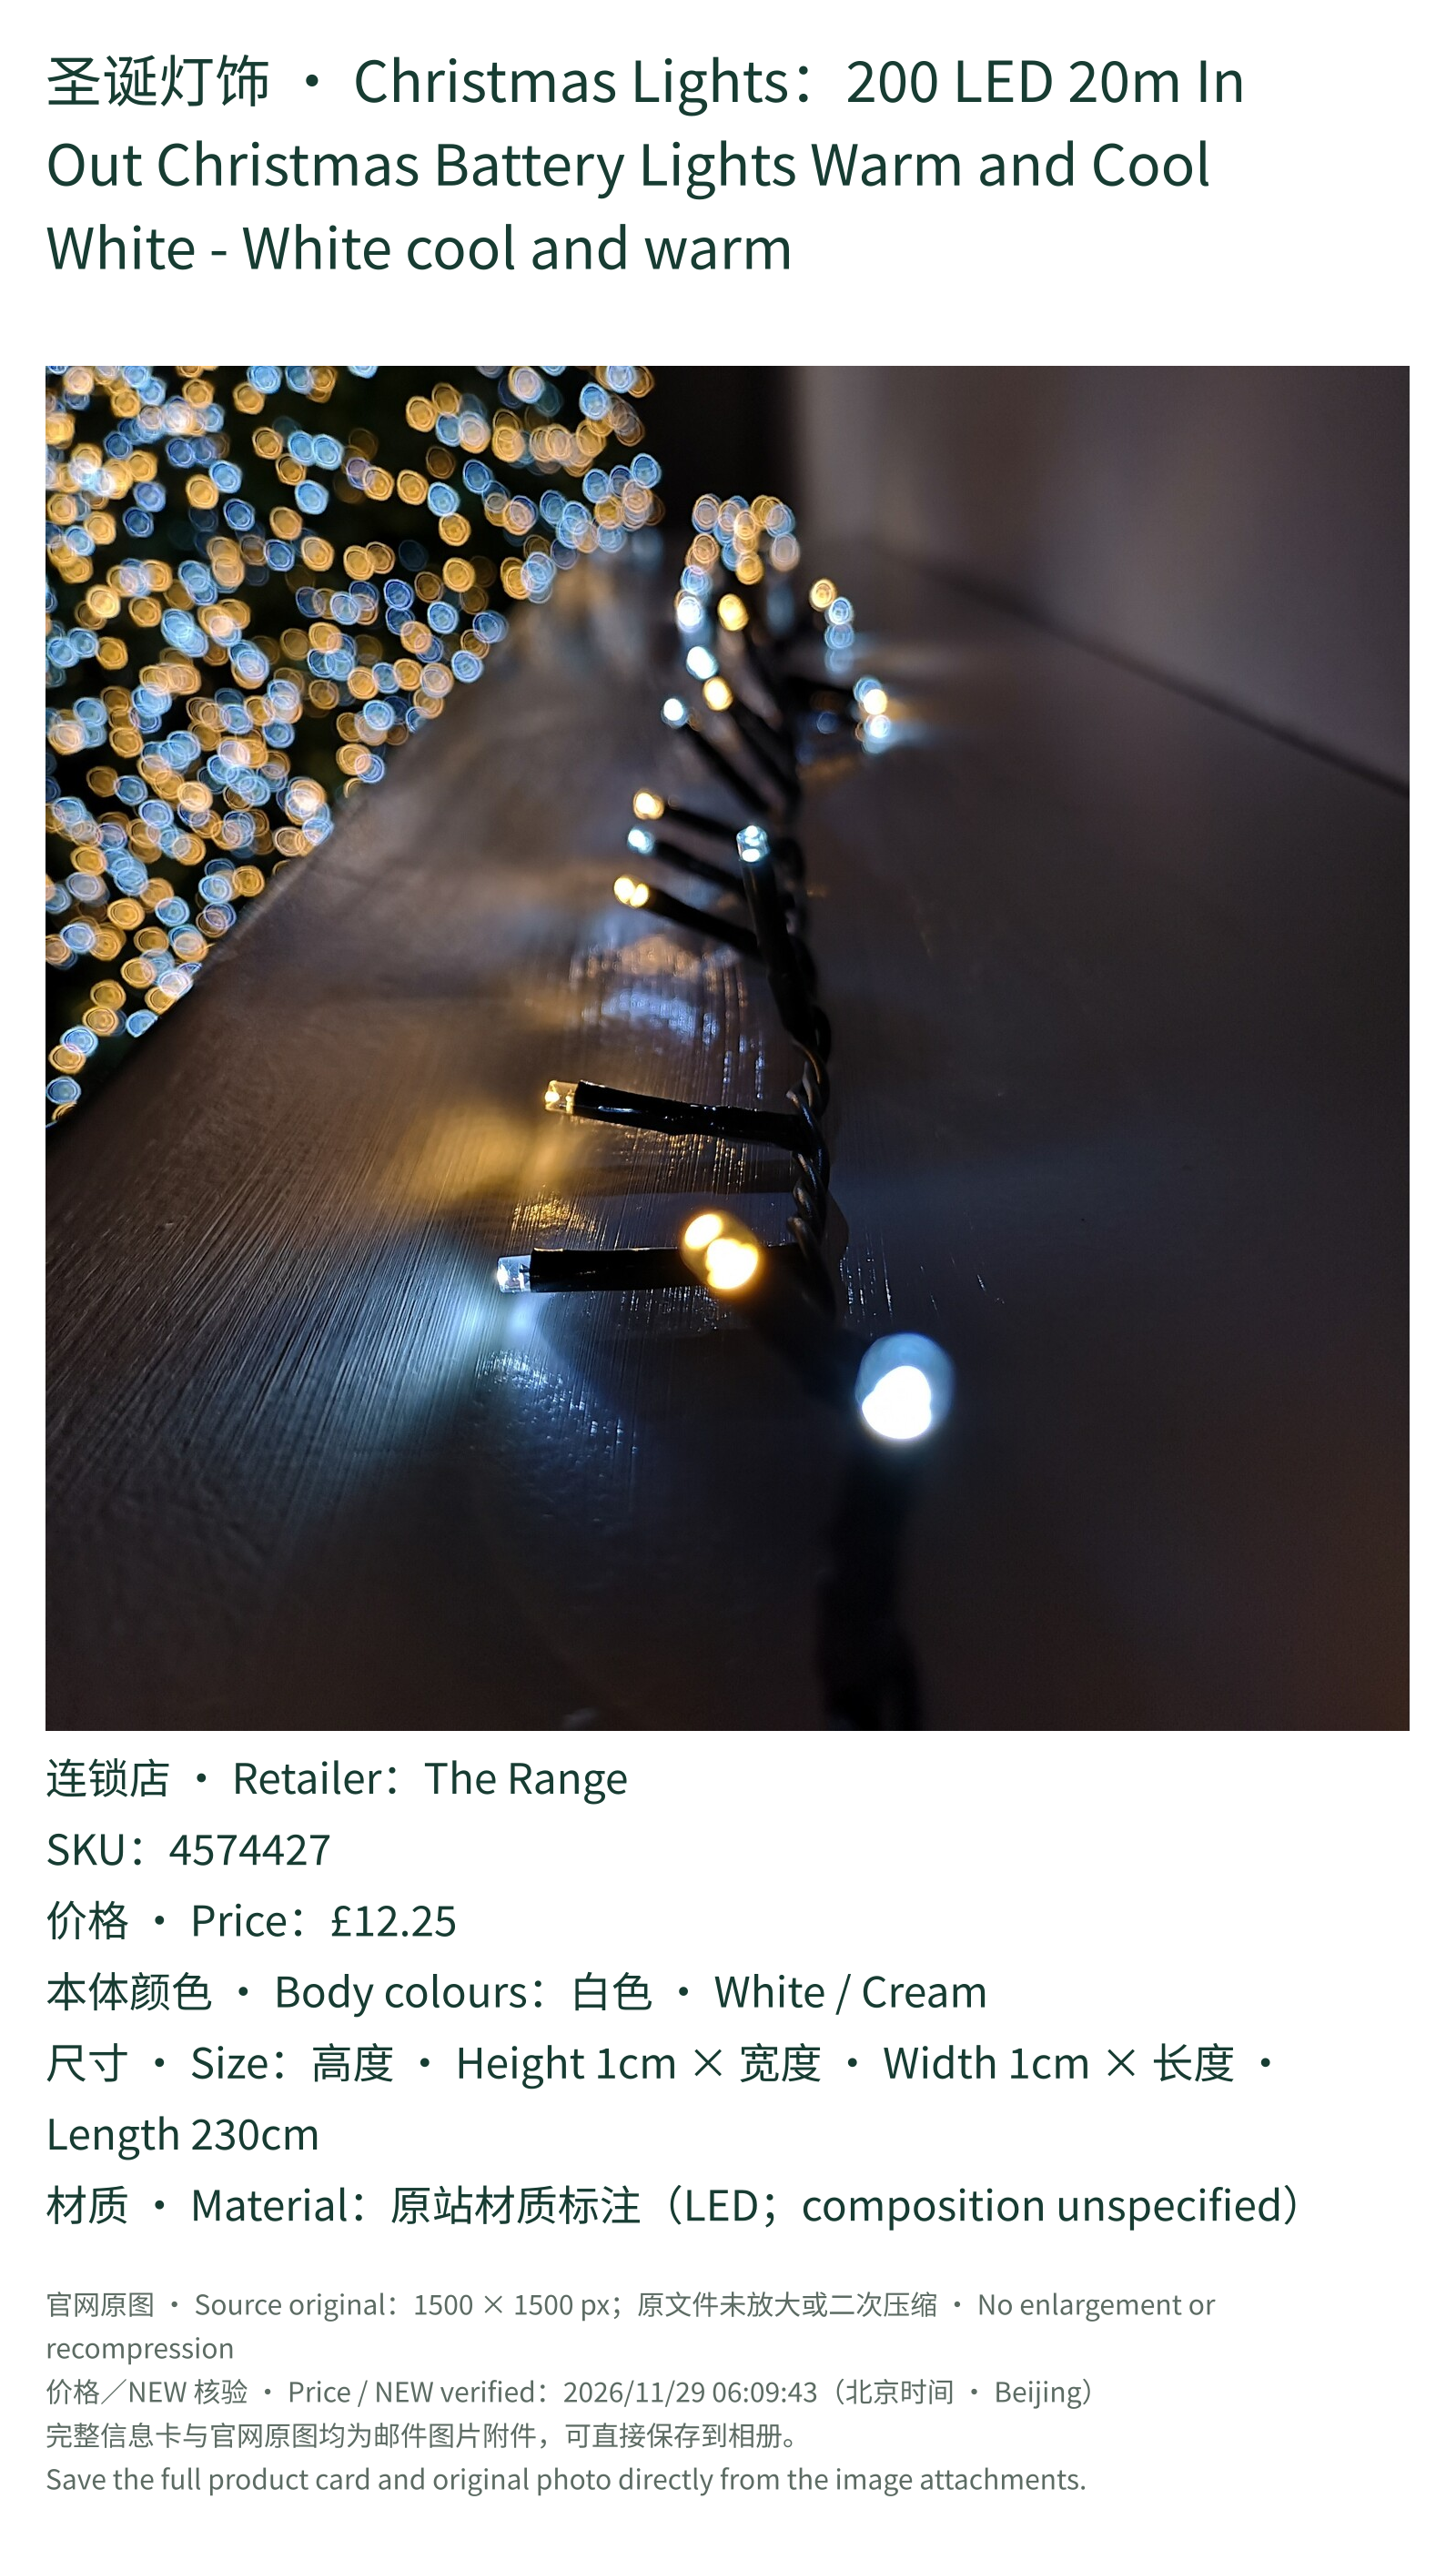 圣诞灯饰 · Christmas Lights：200 LED 20m In
Out Christmas Battery Lights Warm and Cool
White - White cool and warm
连锁店 · Retailer：The Range
SKU：4574427
价格 · Price：£12.25
本体颜色 · Body colours：白色 · White / Cream
尺寸 · Size：高度 · Height 1cm × 宽度 · Width 1cm × 长度 ·
Length 230cm
材质 · Material：原站材质标注（LED；composition unspecified）
官网原图 · Source original：1500 × 1500 px；原文件未放大或二次压缩 · No enlargement or
recompression
价格／NEW 核验 · Price / NEW verified：2026/11/29 06:09:43（北京时间 · Beijing）
完整信息卡与官网原图均为邮件图片附件，可直接保存到相册。
Save the full product card and original photo directly from the image attachments.